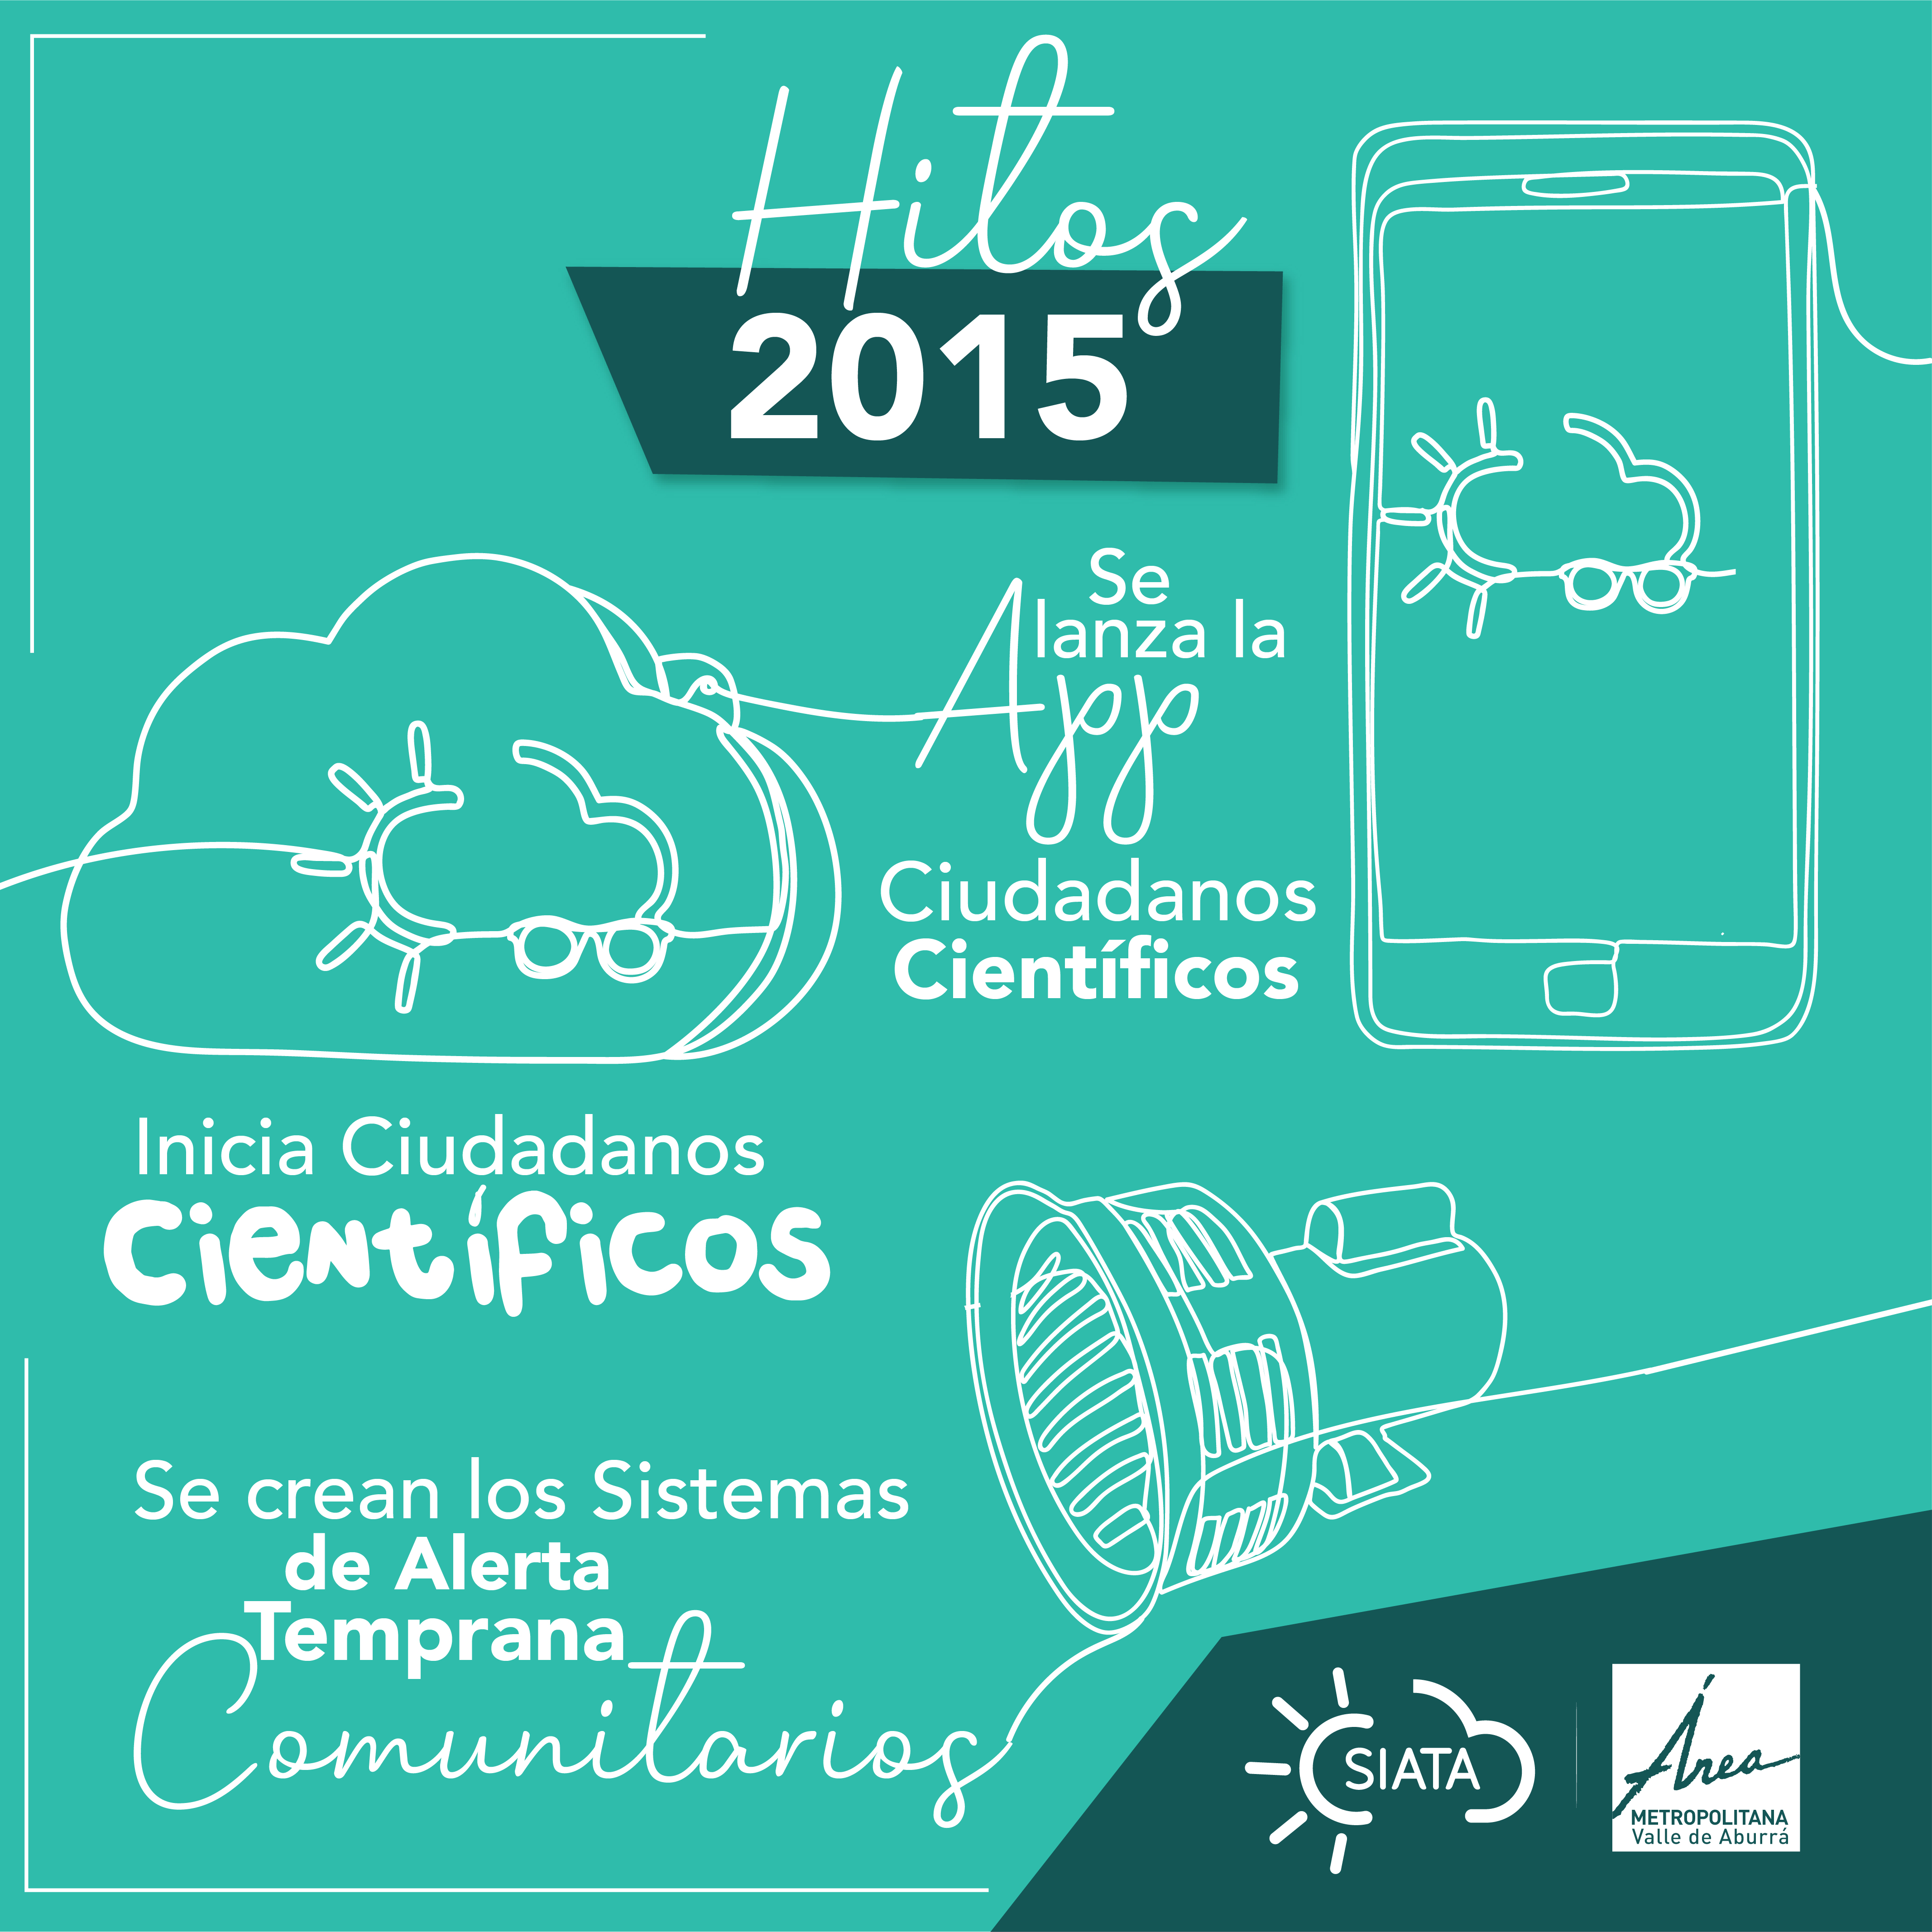 Hitos
2015
Se
lanza la
App
Ciudadanos
Científicos
Inicia Ciudadanos
Científicos
Se crean los Sistemas
de Alerta
Temprana
Comunitarios
SIATA
Área
METROPOLITANA
Valle de Aburrá